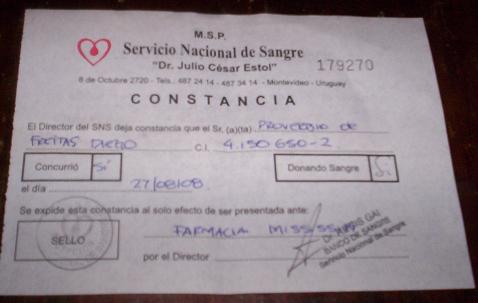 M.S.P.
Servicio Nacional de Sangre
"Dr. Julio César Estol"
179270
8 de Octubre 2720 - Tels.: 487 24 14 - 487 34 14 - Montevideo - Uruguay
CONSTANCIA
El Director del SNS deja constancia que el Sr. (a)(ta) PROVERBIO de
FREITAS DIEGO C.I. 4.150 650-2
Concurrió SI Donando Sangre Si
el día 27/08/08
Se expide esta constancia al solo efecto de ser presentada ante:
FARMACIA
SELLO
por el Director
BANCO DE SANGRE
Servicio Nacional de Sangre